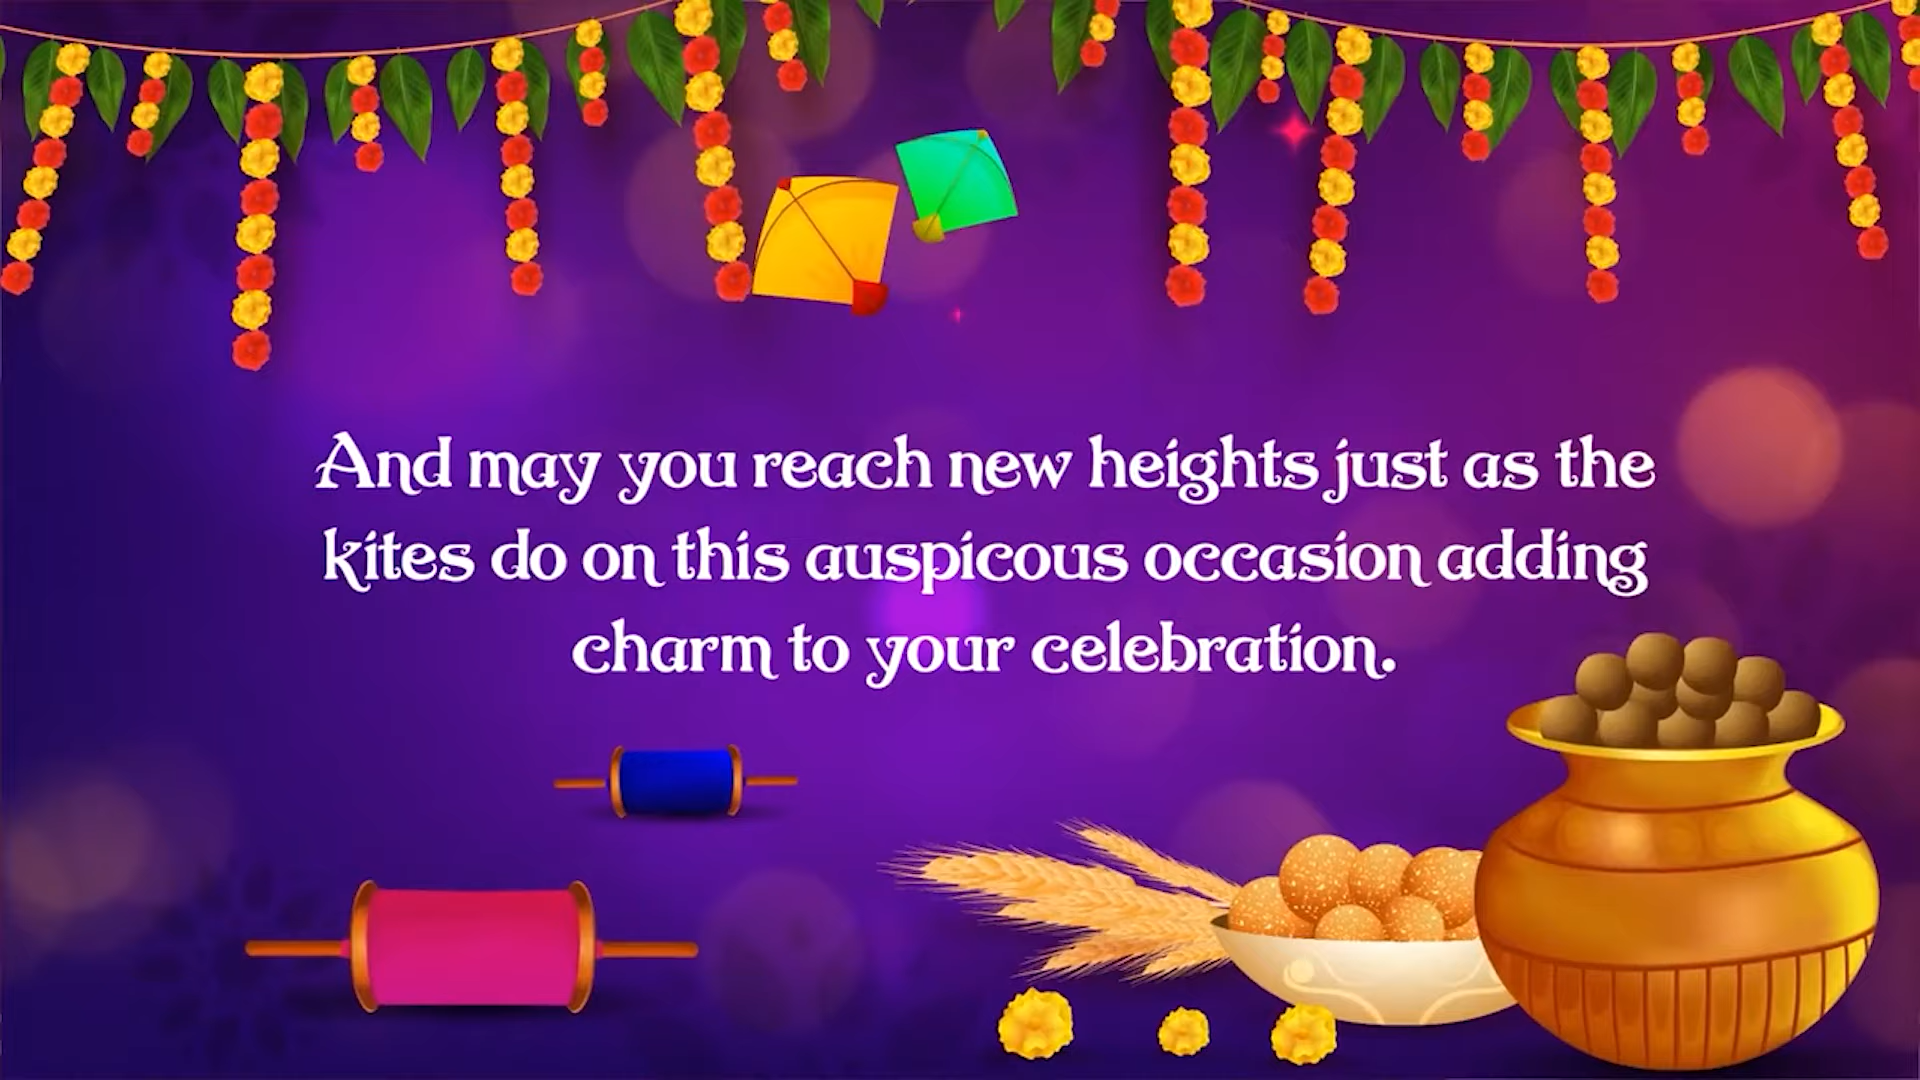 And may you reach new heights just as the
kites do on this auspicous occasion adding
charm to your celebration.